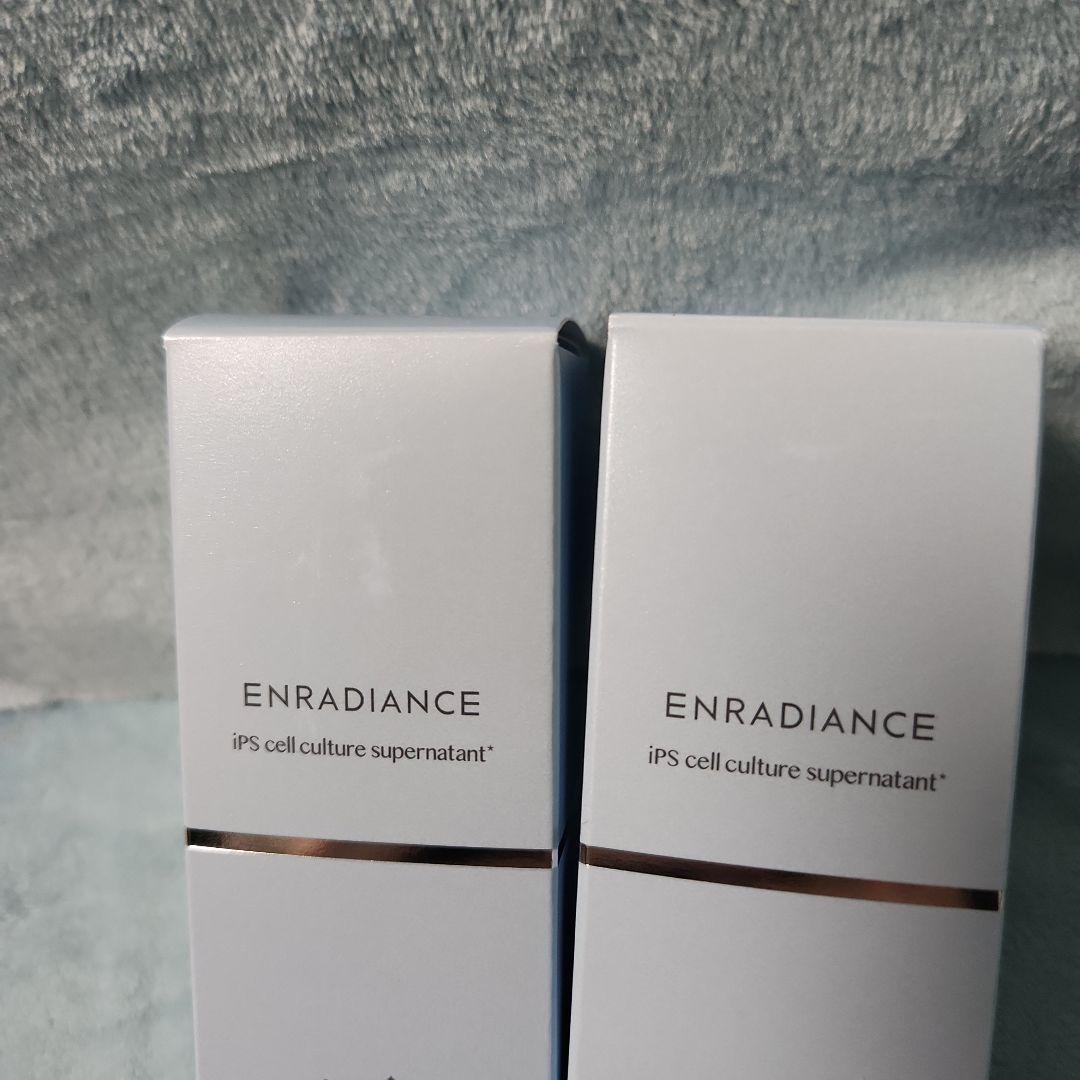 ENRADIANCE
iPS cell culture supernatant*
ENRADIANCE
iPS cell culture supernatant*